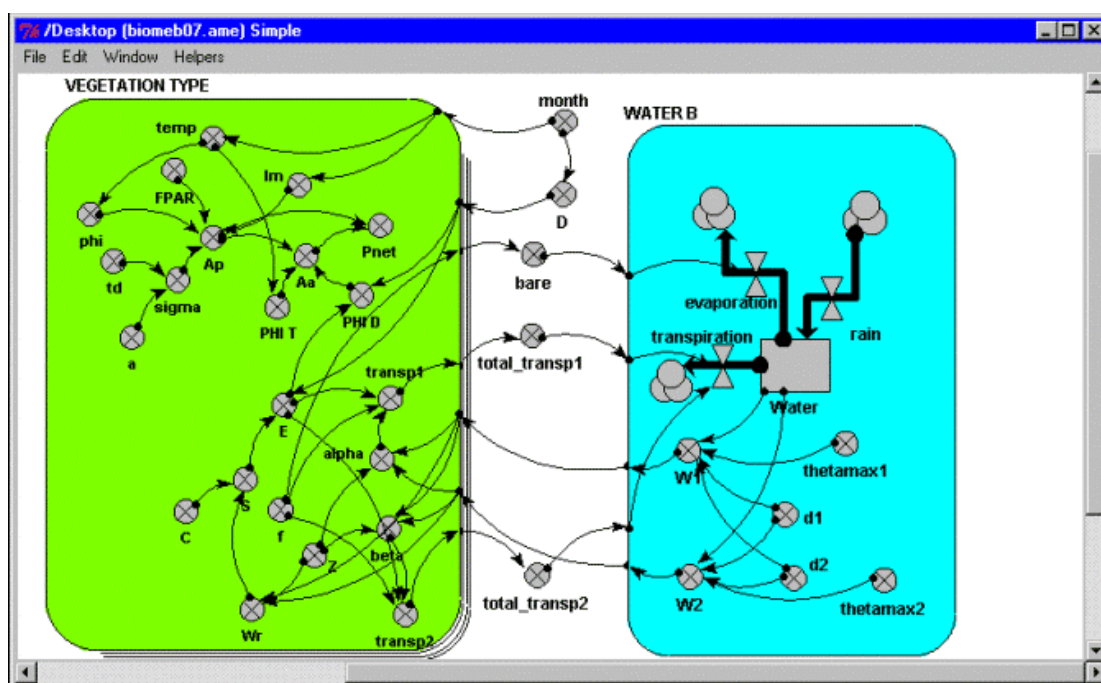 /Desktop (biomeb07.ame) Simple
File Edit Window Helpers
VEGETATION TYPE
month
WATER B
temp
Im
FPAR
D
phi
Ap
Pnet
td
Aa
bare
sigma
evaporation
PHI T
PHI D
rain
a
transp1
total_transp1
transpiration
E
Water
alpha
W1
thetamax1
S
C
f
d1
Z
beta
d2
Wr
transp2
total_transp2
W2
thetamax2